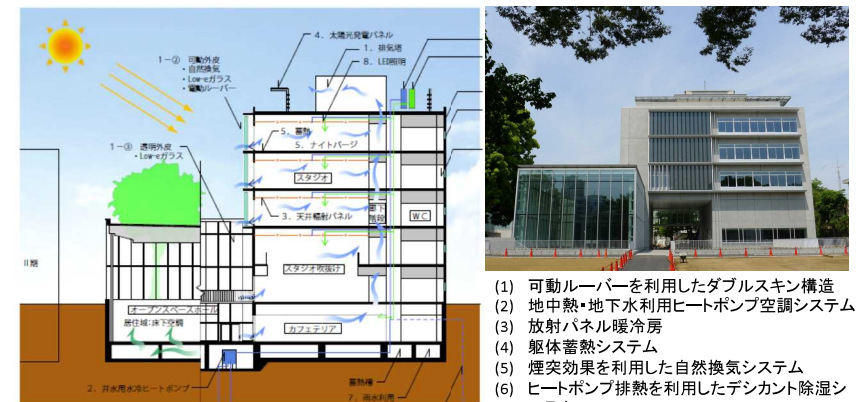 4. 太陽光発電パネル
1. 排気塔
8. LED照明
1-② 可動外皮
・自然換気
・Low-eガラス
・電動ルーバー
5. 蓄熱
5. ナイトパージ
1-③ 透明外皮
・Low-eガラス
スタジオ
3. 天井輻射パネル
廊下
階段
WC
II期
スタジオ吹抜け
オープンスペースホール
居住域:床下空調
カフェテリア
2. 井水用水冷ヒートポンプ
蓄熱槽
7. 雨水利用
(1) 可動ルーバーを利用したダブルスキン構造
(2) 地中熱・地下水利用ヒートポンプ空調システム
(3) 放射パネル暖冷房
(4) 躯体蓄熱システム
(5) 煙突効果を利用した自然換気システム
(6) ヒートポンプ排熱を利用したデシカント除湿シ